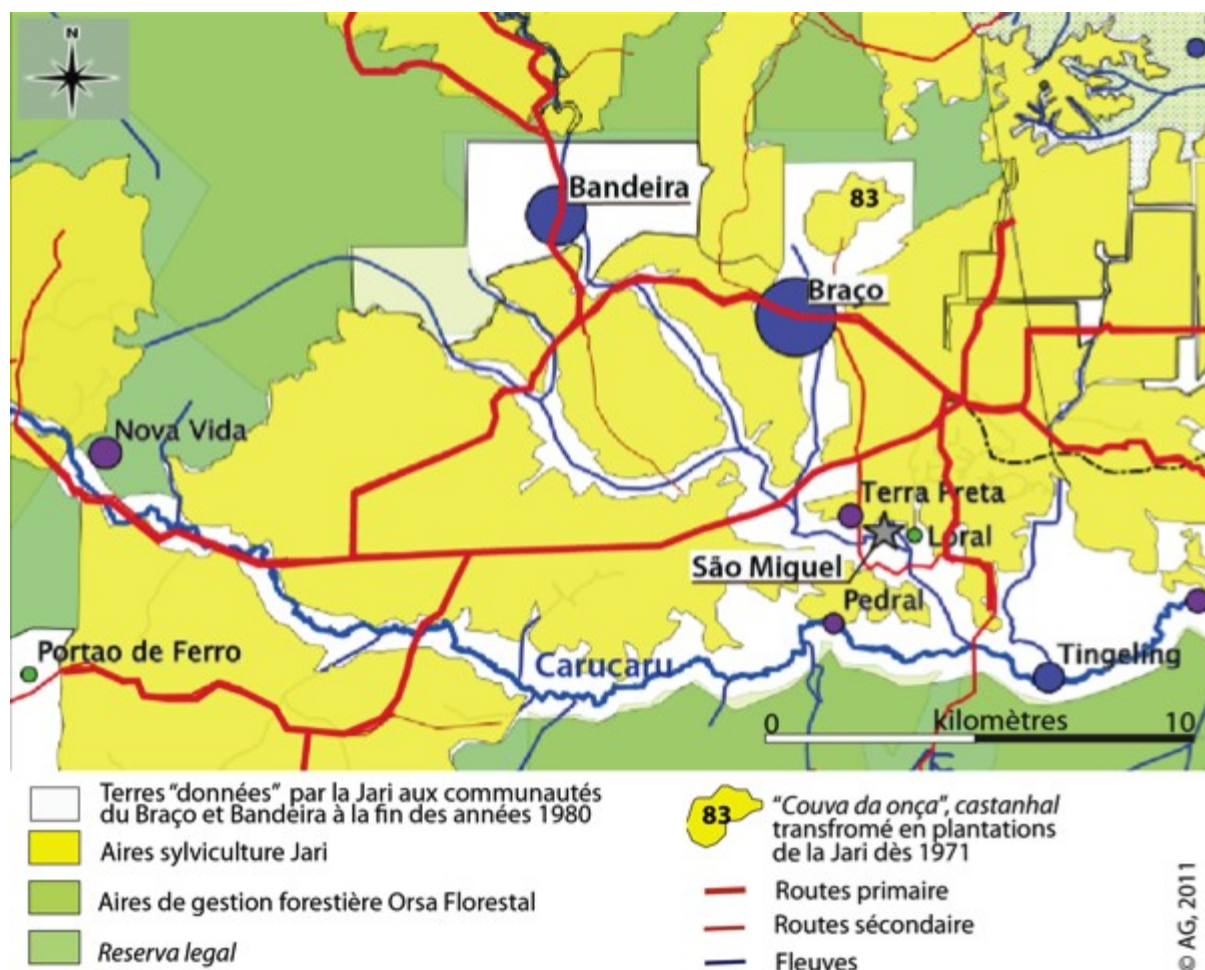 N
Bandeira
83
Braço
Nova Vida
Terra Preta
Loral
São Miquel
Pedral
Portao de Ferro
Carucaru
Tingeling
0 kilomètres 10
Terres "données" par la Jari aux communautés
du Braço et Bandeira à la fin des années 1980
Aires sylviculture Jari
Aires de gestion forestière Orsa Florestal
Reserva legal
83
"Couva da onça", castanhal
transfromé en plantations
de la Jari dès 1971
Routes primaire
Routes sécondaire
Fleuves
© AG, 2011